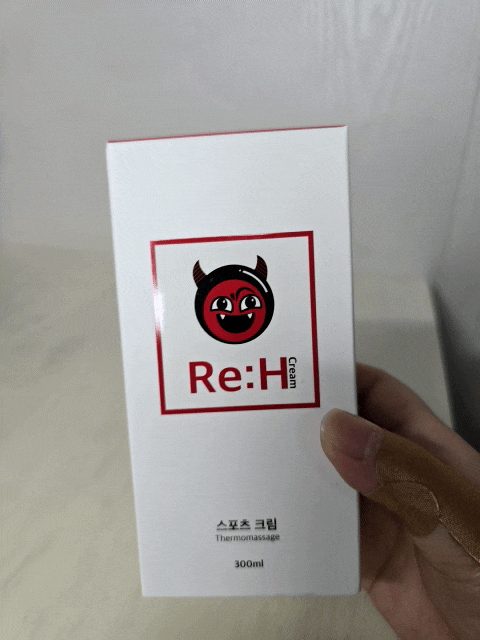 Re:H Cream
스포츠 크림
Thermomassage
300ml